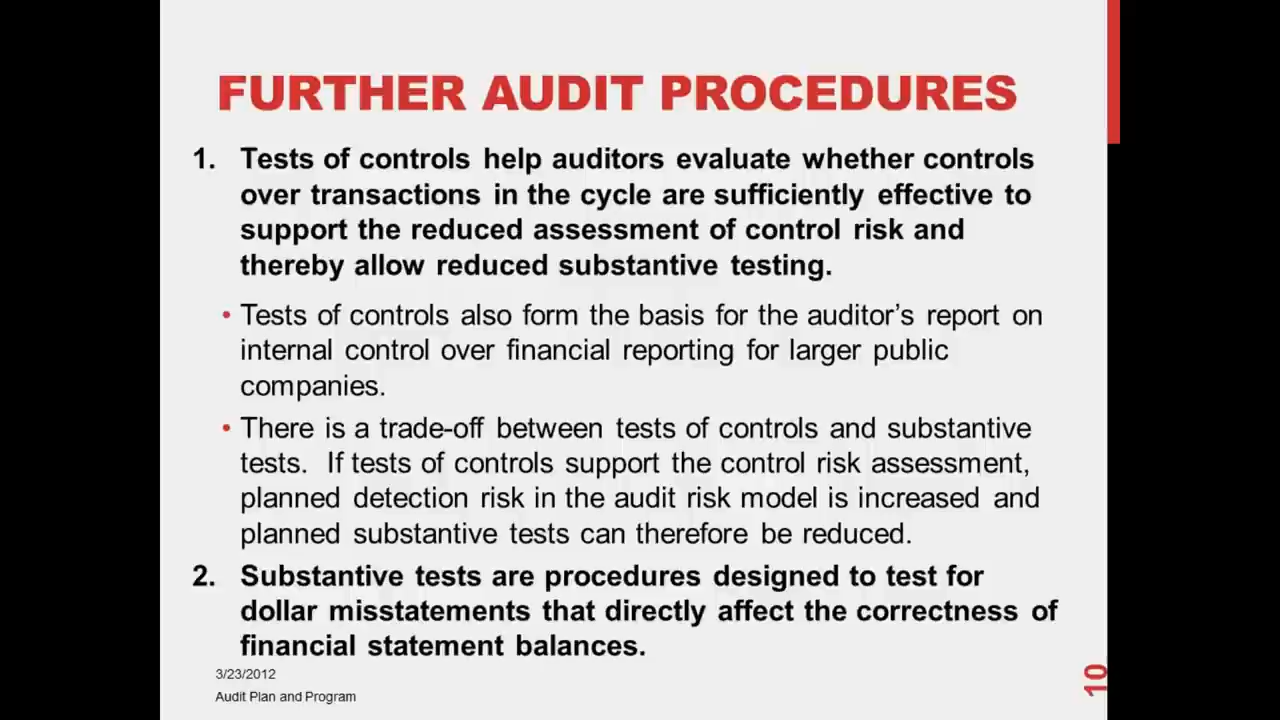 FURTHER AUDIT PROCEDURES
1. Tests of controls help auditors evaluate whether controls
over transactions in the cycle are sufficiently effective to
support the reduced assessment of control risk and
thereby allow reduced substantive testing.
• Tests of controls also form the basis for the auditor’s report on
internal control over financial reporting for larger public
companies.
• There is a trade-off between tests of controls and substantive
tests. If tests of controls support the control risk assessment,
planned detection risk in the audit risk model is increased and
planned substantive tests can therefore be reduced.
2. Substantive tests are procedures designed to test for
dollar misstatements that directly affect the correctness of
financial statement balances.
3/23/2012
Audit Plan and Program
10